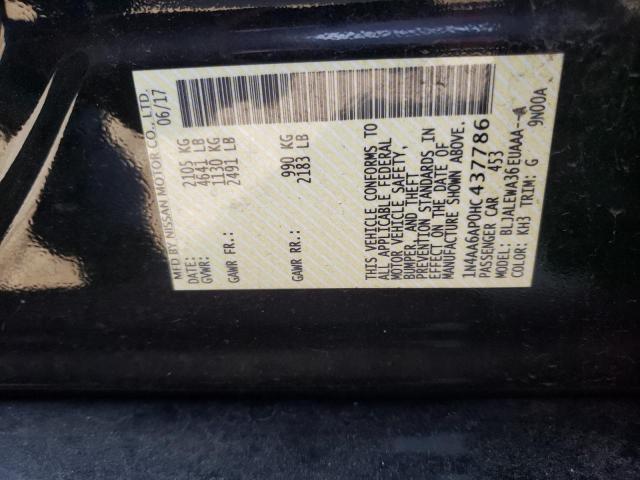 MFD BY NISSAN MOTOR CO., LTD.
06/17
GVWR: 2105 KG
4641 LB
GAWR FR.: 1130 KG
2491 LB
GAWR RR.: 990 KG
2183 LB
THIS VEHICLE CONFORMS TO
ALL APPLICABLE FEDERAL
MOTOR VEHICLE SAFETY,
BUMPER, AND THEFT
PREVENTION STANDARDS IN
EFFECT ON THE DATE OF
MANUFACTURE SHOWN ABOVE.
1N4AA6AP0HC437786
PASSENGER CAR 453
MODEL: BLJALEWA36EUAAA--A
COLOR: KH3 TRIM: G 9N00A